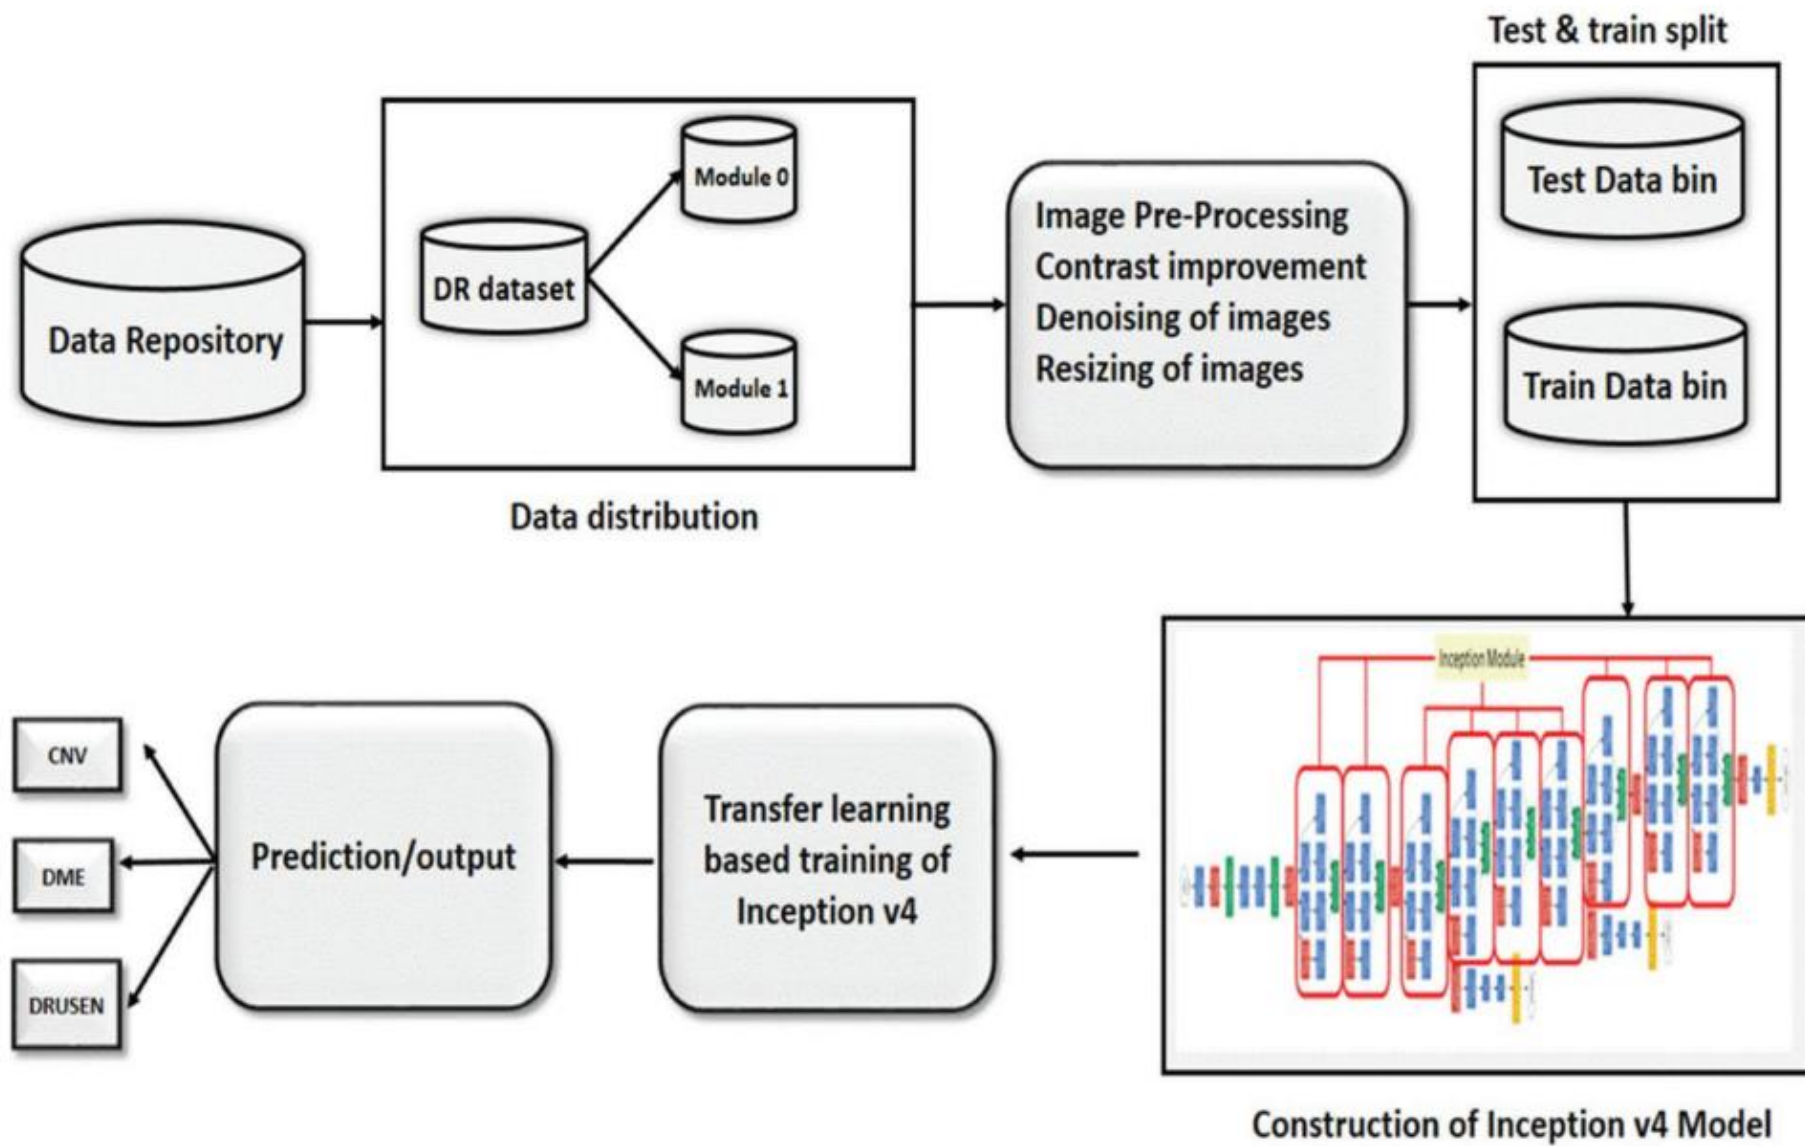 Test & train split
Test Data bin
Train Data bin
Data Repository
DR dataset
Module 0
Module 1
Data distribution
Image Pre-Processing
Contrast improvement
Denoising of images
Resizing of images
Inception Module
Construction of Inception v4 Model
Transfer learning
based training of
Inception v4
Prediction/output
CNV
DME
DRUSEN